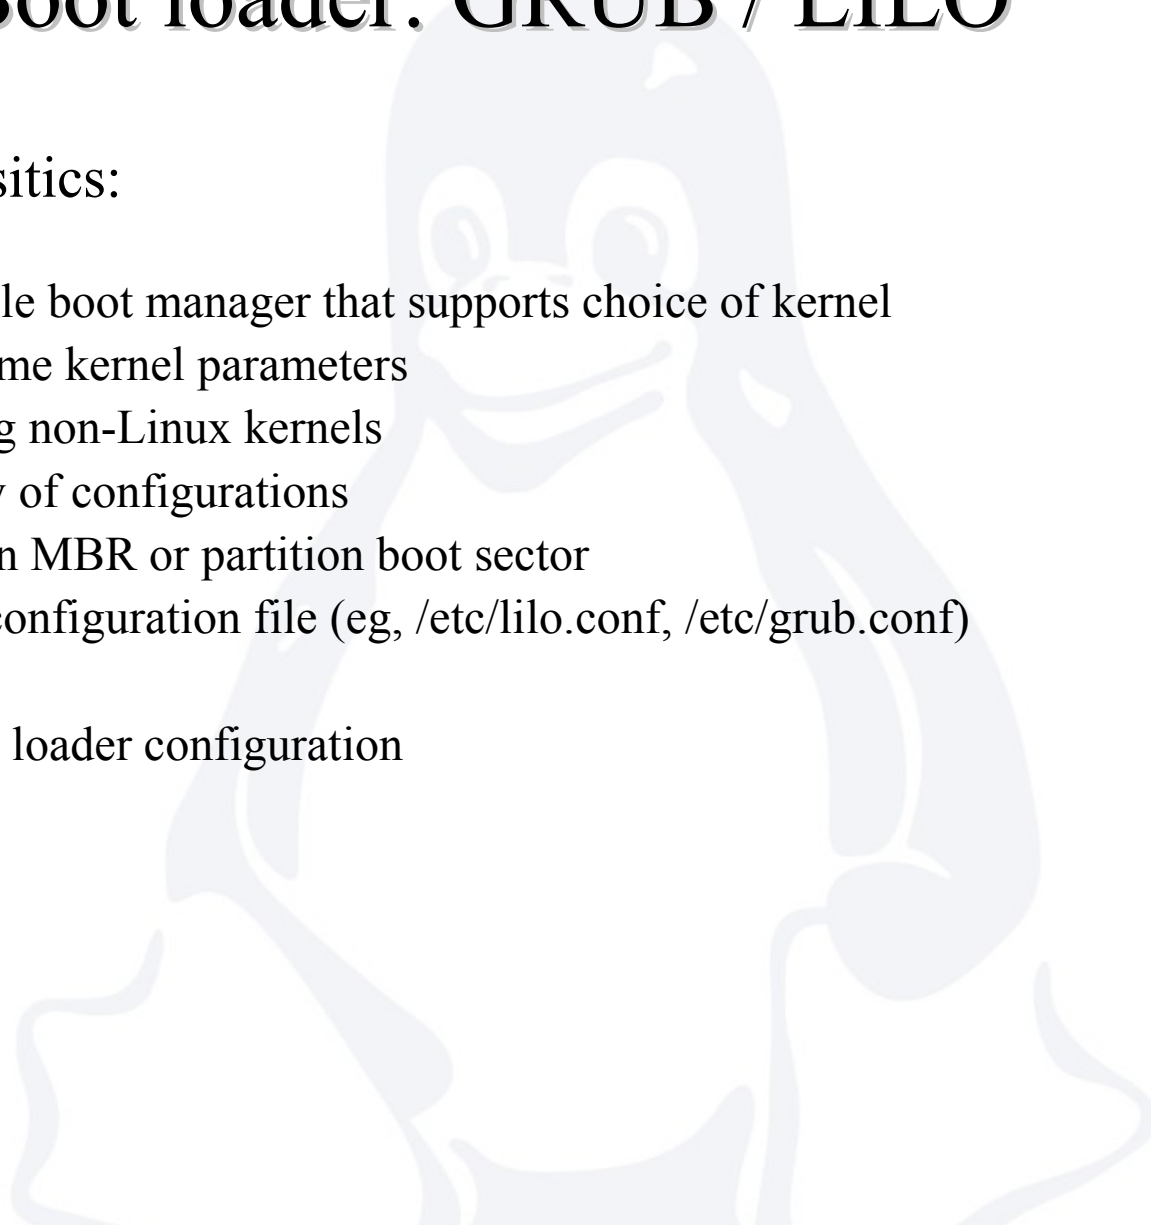 Boot loader: GRUB / LILO
sitics:
le boot manager that supports choice of kernel
me kernel parameters
g non-Linux kernels
of configurations
n MBR or partition boot sector
configuration file (eg, /etc/lilo.conf, /etc/grub.conf)
loader configuration